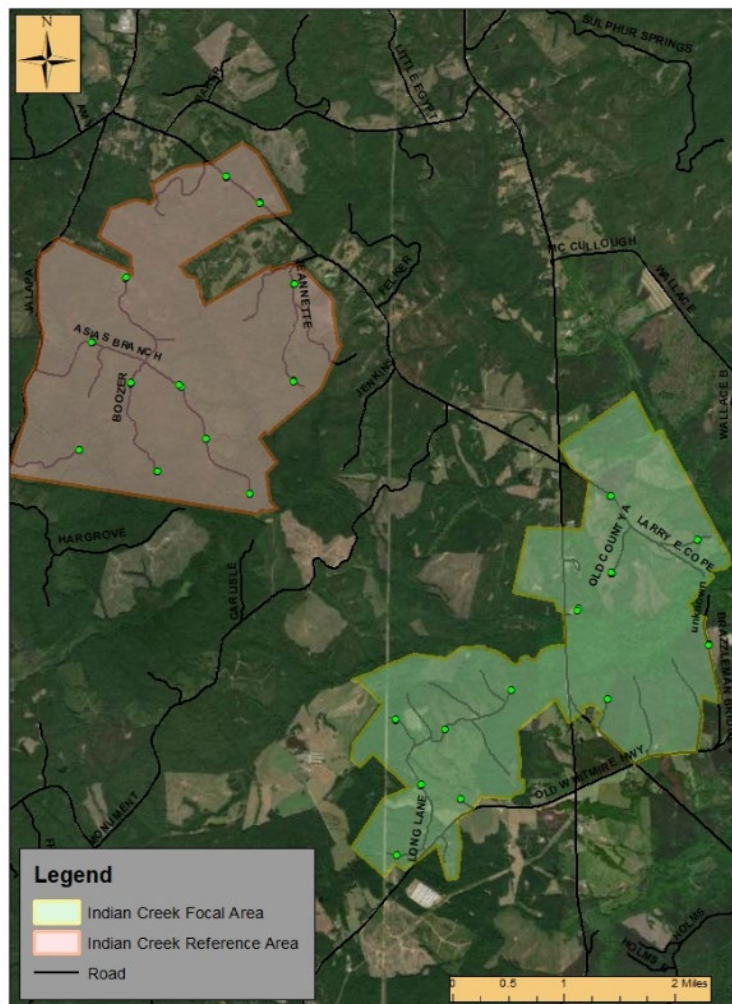 N
SULPHUR SPRINGS
LITTLE EGYPT
MC CULLOUGH
WALLACE
WALLACE B
FELKER
JEANNETTE
JALAPA
ASIAS BRANCH
BOOZER
JENKINS
HARGROVE
CARLISLE
OLD COUNTY A
LARRY E COPE
unknown
BRAZZLEMAN BRIDGE
OLD WHITMIRE HWY
LONG LANE
MONUMENT
HOLMS
HOLMS
Legend
Indian Creek Focal Area
Indian Creek Reference Area
Road
0 0.5 1 2 Miles